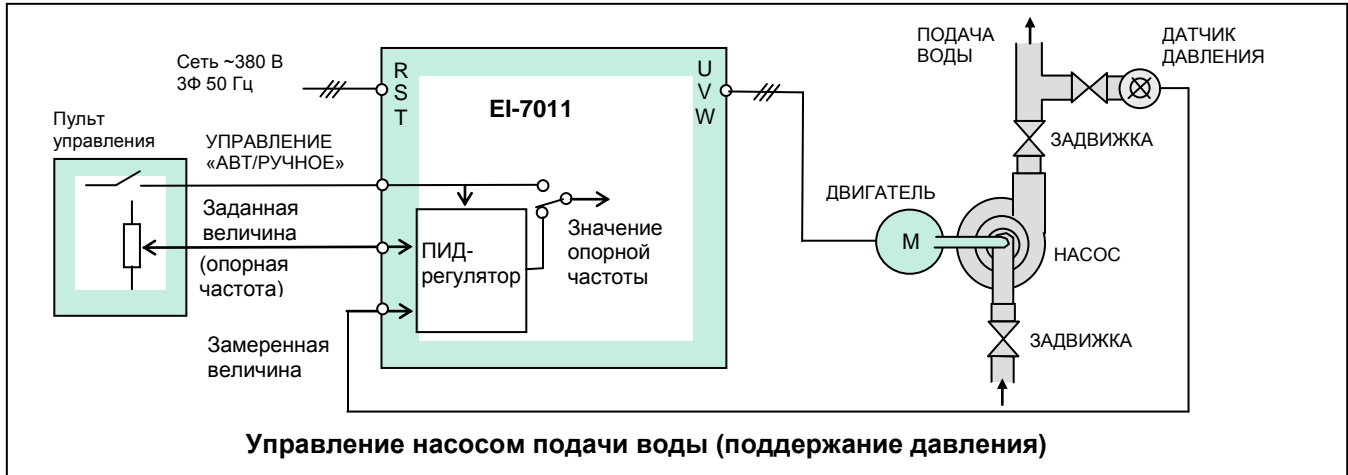 ПОДАЧА
ВОДЫ
ДАТЧИК
ДАВЛЕНИЯ
Сеть ~380 В
3Ф 50 Гц
R
S
T
EI-7011
U
V
W
Пульт
управления
УПРАВЛЕНИЕ
«АВТ/РУЧНОЕ»
ЗАДВИЖКА
ДВИГАТЕЛЬ
Заданная
величина
(опорная
частота)
ПИД-
регулятор
Значение
опорной
частоты
М
НАСОС
Замеренная
величина
ЗАДВИЖКА
Управление насосом подачи воды (поддержание давления)